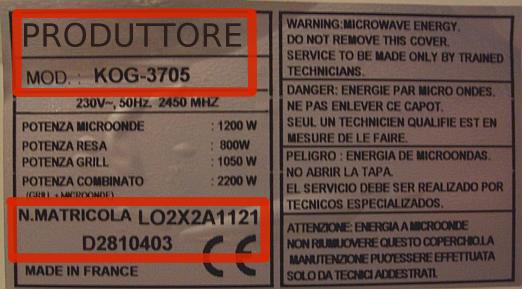 PRODUTTORE
MOD. : KOG-3705
230V~, 50Hz. 2450 MHZ
POTENZA MICROONDE : 1200 W
POTENZA RESA : 800W
POTENZA GRILL : 1050 W
POTENZA COMBINATO : 2200 W
(GRILL + MICROONDE)
N.MATRICOLA LO2X2A1121
D2810403
CE
MADE IN FRANCE
WARNING:MICROWAVE ENERGY.
DO NOT REMOVE THIS COVER.
SERVICE TO BE MADE ONLY BY TRAINED
TECHNICIANS.
DANGER: ENERGIE PAR MICRO ONDES.
NE PAS ENLEVER CE CAPOT.
SEUL UN TECHNICIEN QUALIFIE EST EN
MESURE DE LE FAIRE.
PELIGRO : ENERGIA DE MICROONDAS.
NO ABRIR LA TAPA.
EL SERVICIO DEBE SER REALIZADO POR
TECNICOS ESPECIALIZADOS.
ATTENZIONE: ENERGIA A MICROONDE
NON RIUMUOVERE QUESTO COPERCHIO.LA
MANUTENZIONE PUO'ESSERE EFFETTUATA
SOLO DA TECNICI ADDESTRATI.